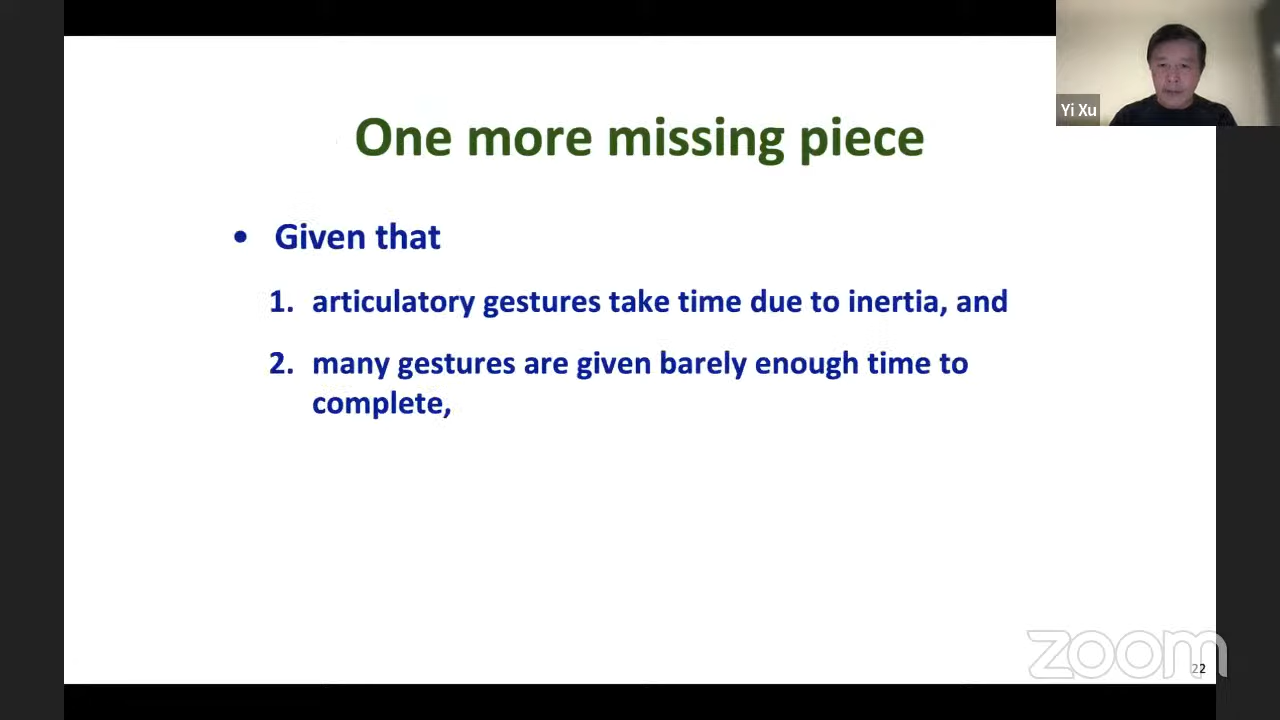 Yi Xu
One more missing piece
• Given that
1. articulatory gestures take time due to inertia, and
2. many gestures are given barely enough time to
complete,
zoom
22